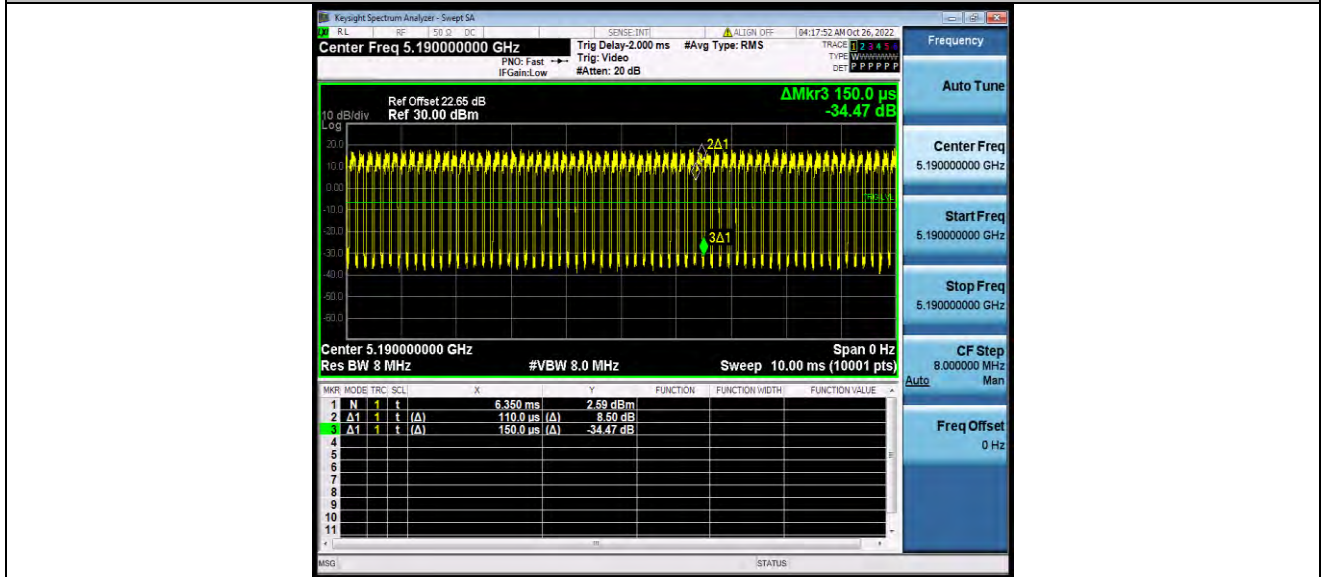 Keysight Spectrum Analyzer - Swept SA
RL RF 50 Ω DC SENSE:INT ALIGN OFF 04:17:52 AM Oct 26, 2022
Center Freq 5.190000000 GHz
PNO: Fast
IFGain:Low
Trig Delay-2.000 ms
Trig: Video
#Atten: 20 dB
#Avg Type: RMS
TRACE 1 2 3 4 5 6
TYPE WWWWWW
DET P P P P P P
ΔMkr3 150.0 µs
-34.47 dB
Ref Offset 22.65 dB
10 dB/div Ref 30.00 dBm
Log
20.0
10.0
0.00
-10.0
-20.0
-30.0
-40.0
-50.0
-60.0
2Δ1
TRIG LVL
3Δ1
Center 5.190000000 GHz Span 0 Hz
Res BW 8 MHz #VBW 8.0 MHz Sweep 10.00 ms (10001 pts)
MKR MODE TRC SCL X Y FUNCTION FUNCTION WIDTH FUNCTION VALUE
1 N 1 t 6.350 ms 2.59 dBm
2 Δ1 1 t (Δ) 110.0 µs (Δ) 8.50 dB
3 Δ1 1 t (Δ) 150.0 µs (Δ) -34.47 dB
4
5
6
7
8
9
10
11
MSG STATUS
Frequency
Auto Tune
Center Freq
5.190000000 GHz
Start Freq
5.190000000 GHz
Stop Freq
5.190000000 GHz
CF Step
8.000000 MHz
Auto Man
Freq Offset
0 Hz